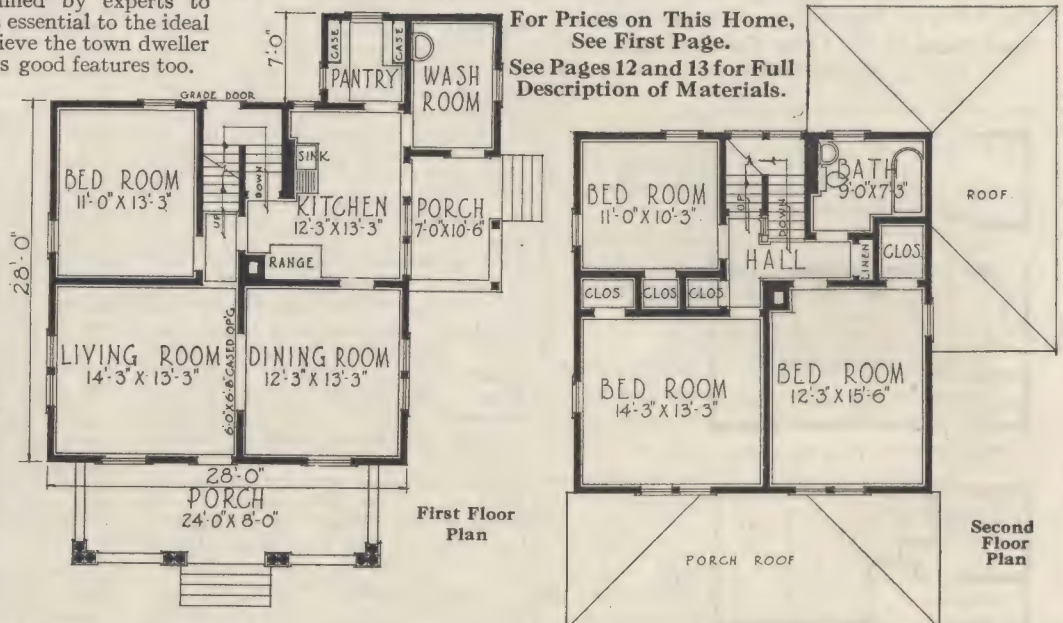 ined by experts to
s essential to the ideal
ieve the town dweller
s good features too.
For Prices on This Home,
See First Page.
See Pages 12 and 13 for Full
Description of Materials.
7'-0"
CASE
CASE
PANTRY
WASH
ROOM
GRADE DOOR
BED ROOM
11'-0" X 13'-3"
UP
DOWN
SINK
KITCHEN
12'-3" X 13'-3"
RANGE
PORCH
7'-0" X 10'-6"
28'-0"
LIVING ROOM
14'-3" X 13'-3"
6'-0" X 6'-8" CASED OP'G
DINING ROOM
12'-3" X 13'-3"
28'-0"
PORCH
24'-0" X 8'-0"
First Floor
Plan
BED ROOM
11'-0" X 10'-3"
UP
DOWN
BATH
9'-0" X 7'-3"
ROOF
HALL
LINEN
CLOS.
CLOS.
CLOS.
CLOS.
BED ROOM
14'-3" X 13'-3"
BED ROOM
12'-3" X 15'-6"
PORCH ROOF
Second
Floor
Plan